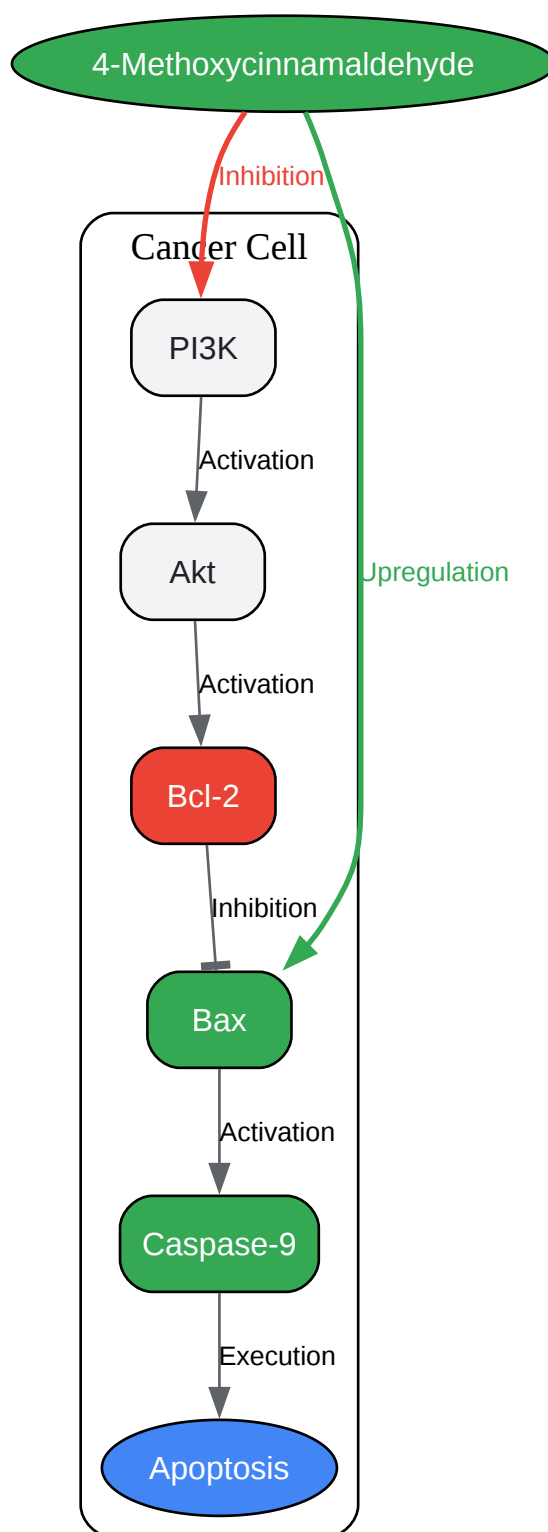 4-Methoxycinnamaldehyde
Inhibition
Cancer Cell
PI3K
Activation
Akt
Upregulation
Activation
Bcl-2
Inhibition
Bax
Activation
Caspase-9
Execution
Apoptosis